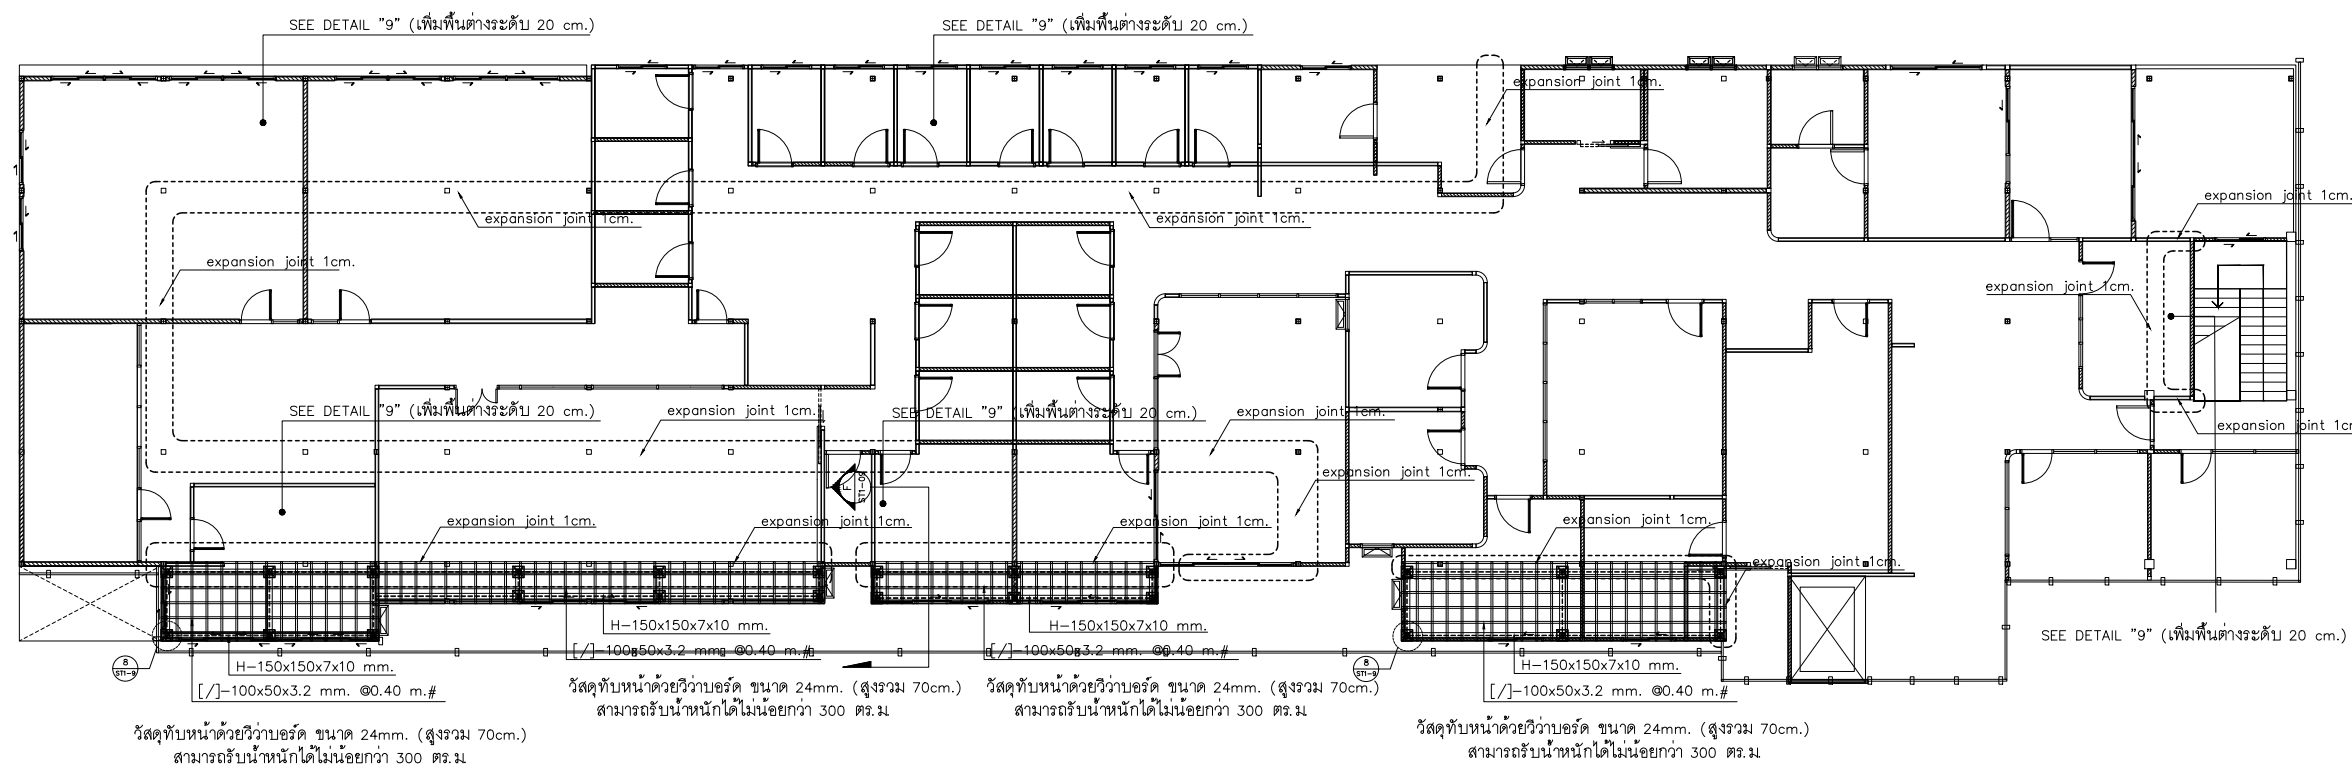 SEE DETAIL "9" (เพิ่มพื้นต่างระดับ 20 cm.)
SEE DETAIL "9" (เพิ่มพื้นต่างระดับ 20 cm.)
expansion joint 1cm.
expansion joint 1cm.
expansion joint 1cm.
expansion joint 1cm.
expansion joint 1cm.
expansion joint 1cm.
SEE DETAIL "9" (เพิ่มพื้นต่างระดับ 20 cm.)
expansion joint 1cm.
SEE DETAIL "9" (เพิ่มพื้นต่างระดับ 20 cm.)
expansion joint 1cm.
expansion joint 1cm
expansion joint 1cm.
F
ST1-09
expansion joint 1cm.
expansion joint 1cm.
expansion joint 1cm.
expansion joint 1cm.
expansion joint 1cm.
H-150x150x7x10 mm.
H-150x150x7x10 mm.
SEE DETAIL "9" (เพิ่มพื้นต่างระดับ 20 cm.)
[/]-100x50x3.2 mm. @0.40 m.#
[/]-100x50x3.2 mm. @0.40 m.#
8
ST1-9
8
ST1-9
H-150x150x7x10 mm.
H-150x150x7x10 mm.
[/]-100x50x3.2 mm. @0.40 m.#
[/]-100x50x3.2 mm. @0.40 m.#
วัสดุทับหน้าด้วยวีว่าบอร์ด ขนาด 24mm. (สูงรวม 70cm.)
สามารถรับน้ำหนักได้ไม่น้อยกว่า 300 ตร.ม.
วัสดุทับหน้าด้วยวีว่าบอร์ด ขนาด 24mm. (สูงรวม 70cm.)
สามารถรับน้ำหนักได้ไม่น้อยกว่า 300 ตร.ม.
วัสดุทับหน้าด้วยวีว่าบอร์ด ขนาด 24mm. (สูงรวม 70cm.)
สามารถรับน้ำหนักได้ไม่น้อยกว่า 300 ตร.ม.
วัสดุทับหน้าด้วยวีว่าบอร์ด ขนาด 24mm. (สูงรวม 70cm.)
สามารถรับน้ำหนักได้ไม่น้อยกว่า 300 ตร.ม.